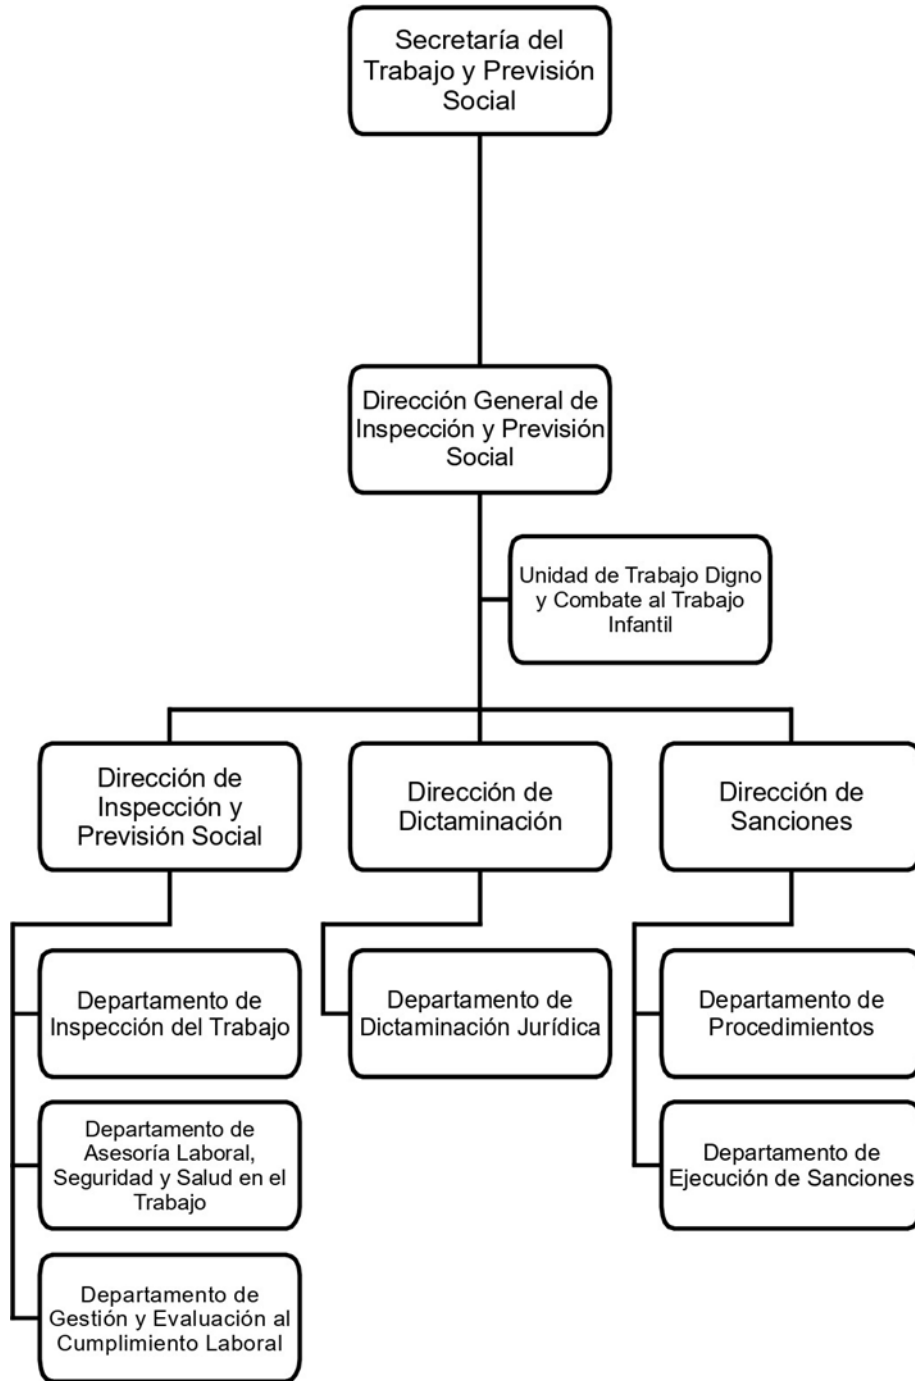 Secretaría del
Trabajo y Previsión
Social
Dirección General de
Inspección y Previsión
Social
Unidad de Trabajo Digno
y Combate al Trabajo
Infantil
Dirección de
Inspección y
Previsión Social
Dirección de
Dictaminación
Dirección de
Sanciones
Departamento de
Inspección del Trabajo
Departamento de
Dictaminación Jurídica
Departamento de
Procedimientos
Departamento de
Asesoría Laboral,
Seguridad y Salud en el
Trabajo
Departamento de
Ejecución de Sanciones
Departamento de
Gestión y Evaluación al
Cumplimiento Laboral